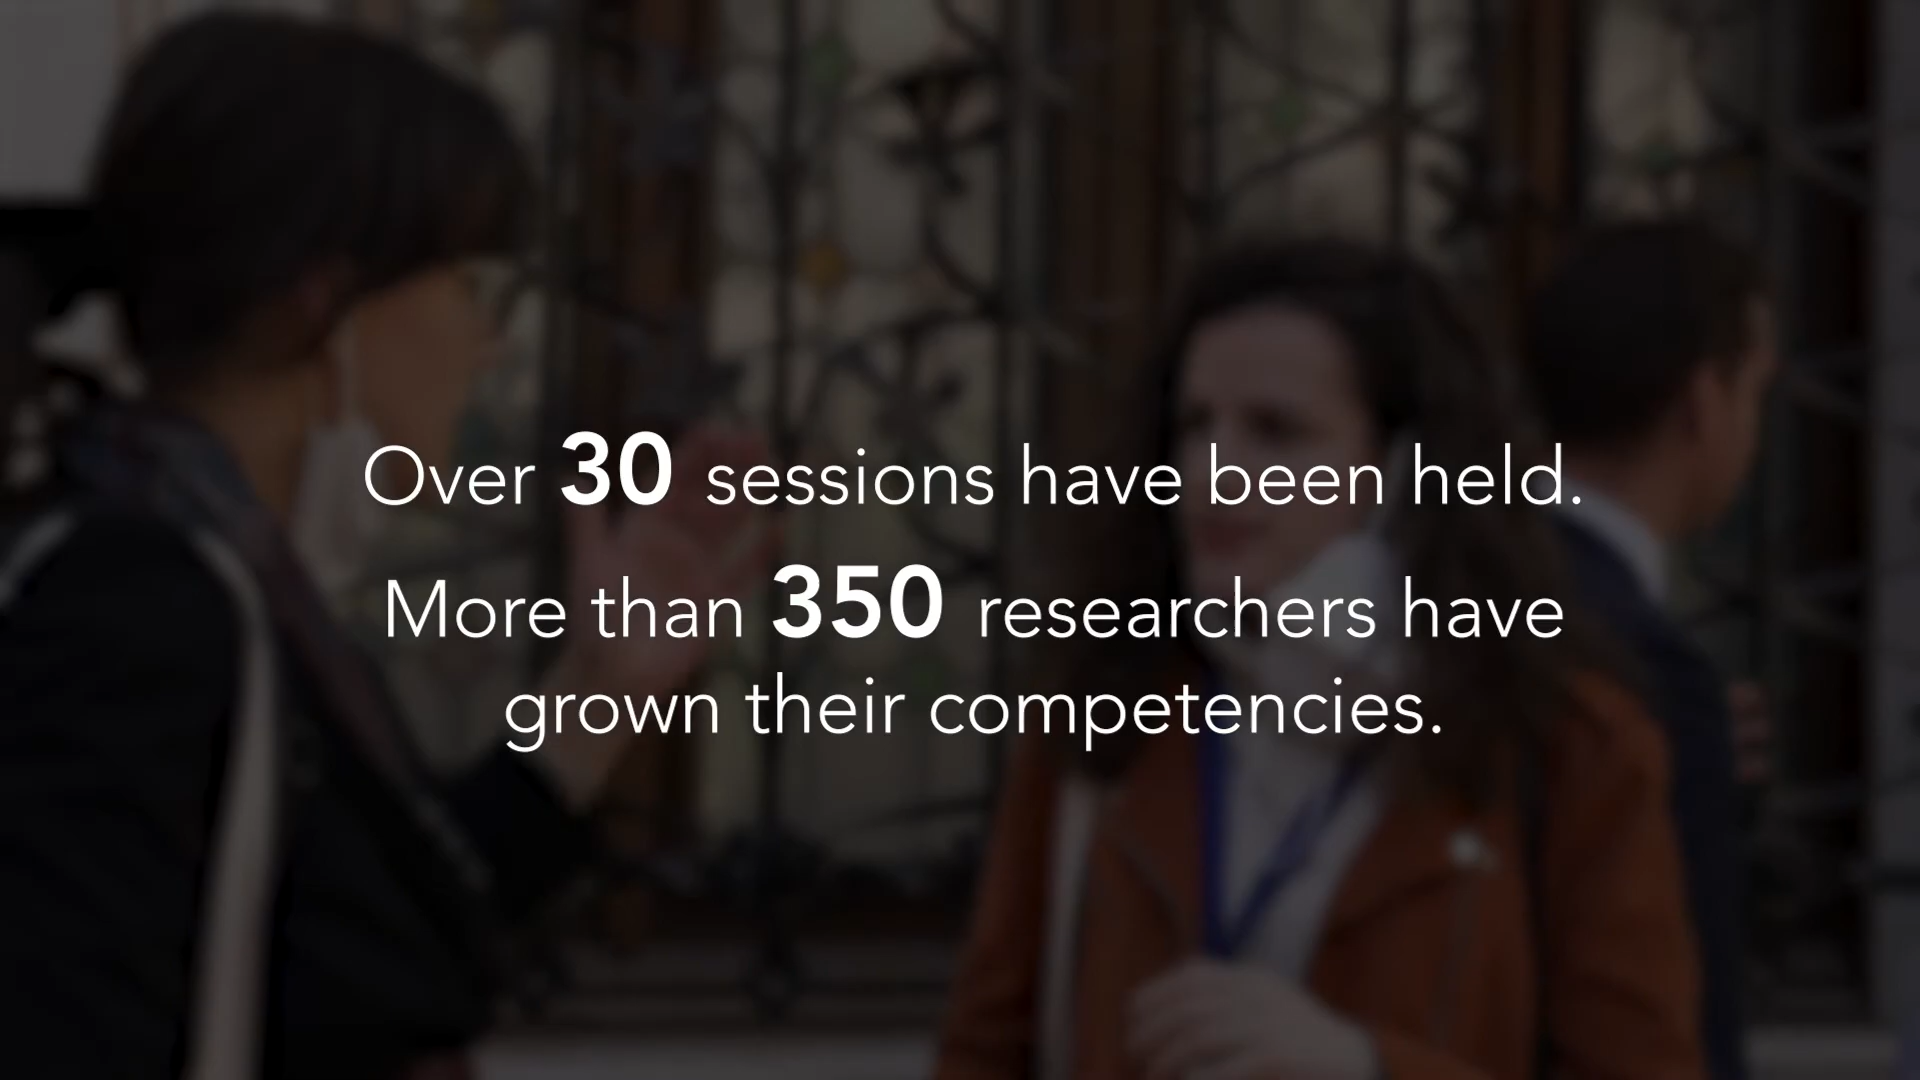 Over 30 sessions have been held.
More than 350 researchers have
grown their competencies.